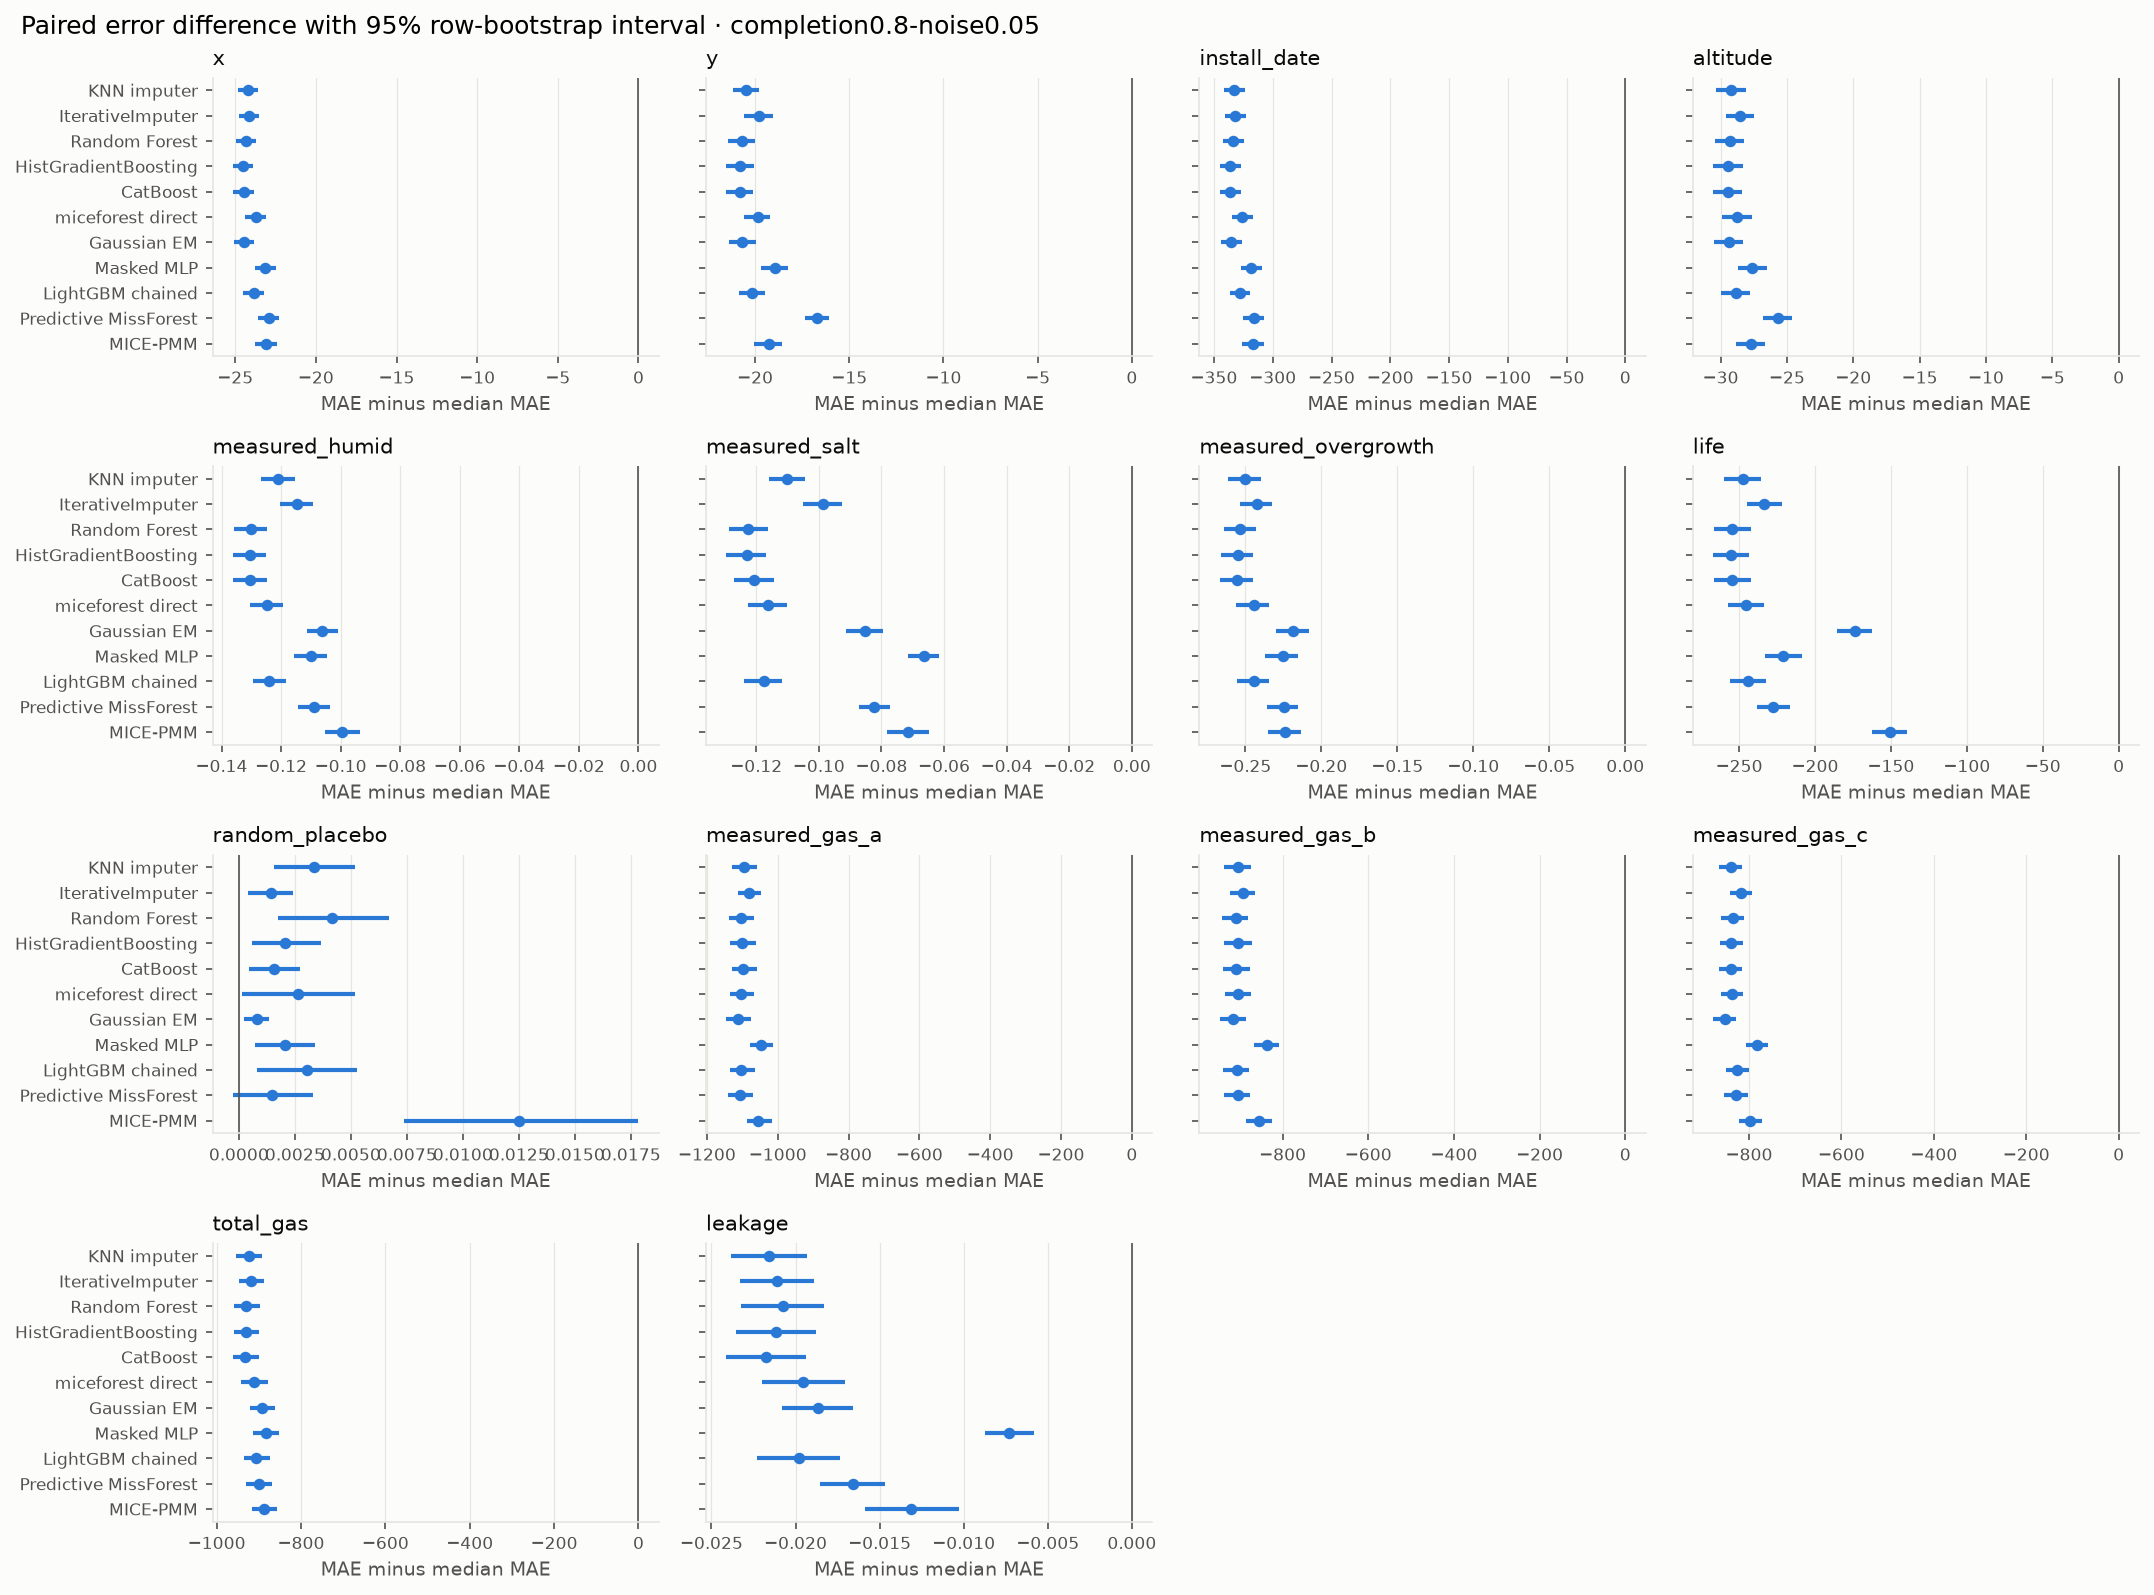 Paired error difference with 95% row-bootstrap interval · completion0.8-noise0.05
x
y
install_date
altitude
KNN imputer
IterativeImputer
Random Forest
HistGradientBoosting
CatBoost
miceforest direct
Gaussian EM
Masked MLP
LightGBM chained
Predictive MissForest
MICE-PMM
−25 −20 −15 −10 −5 0
−20 −15 −10 −5 0
−350 −300 −250 −200 −150 −100 −50 0
−30 −25 −20 −15 −10 −5 0
MAE minus median MAE
MAE minus median MAE
MAE minus median MAE
MAE minus median MAE
measured_humid
measured_salt
measured_overgrowth
life
KNN imputer
IterativeImputer
Random Forest
HistGradientBoosting
CatBoost
miceforest direct
Gaussian EM
Masked MLP
LightGBM chained
Predictive MissForest
MICE-PMM
−0.14 −0.12 −0.10 −0.08 −0.06 −0.04 −0.02 0.00
−0.12 −0.10 −0.08 −0.06 −0.04 −0.02 0.00
−0.25 −0.20 −0.15 −0.10 −0.05 0.00
−250 −200 −150 −100 −50 0
MAE minus median MAE
MAE minus median MAE
MAE minus median MAE
MAE minus median MAE
random_placebo
measured_gas_a
measured_gas_b
measured_gas_c
KNN imputer
IterativeImputer
Random Forest
HistGradientBoosting
CatBoost
miceforest direct
Gaussian EM
Masked MLP
LightGBM chained
Predictive MissForest
MICE-PMM
0.0000 0.0025 0.0050 0.0075 0.0100 0.0125 0.0150 0.0175
−1200 −1000 −800 −600 −400 −200 0
−800 −600 −400 −200 0
−800 −600 −400 −200 0
MAE minus median MAE
MAE minus median MAE
MAE minus median MAE
MAE minus median MAE
total_gas
leakage
KNN imputer
IterativeImputer
Random Forest
HistGradientBoosting
CatBoost
miceforest direct
Gaussian EM
Masked MLP
LightGBM chained
Predictive MissForest
MICE-PMM
−1000 −800 −600 −400 −200 0
−0.025 −0.020 −0.015 −0.010 −0.005 0.000
MAE minus median MAE
MAE minus median MAE